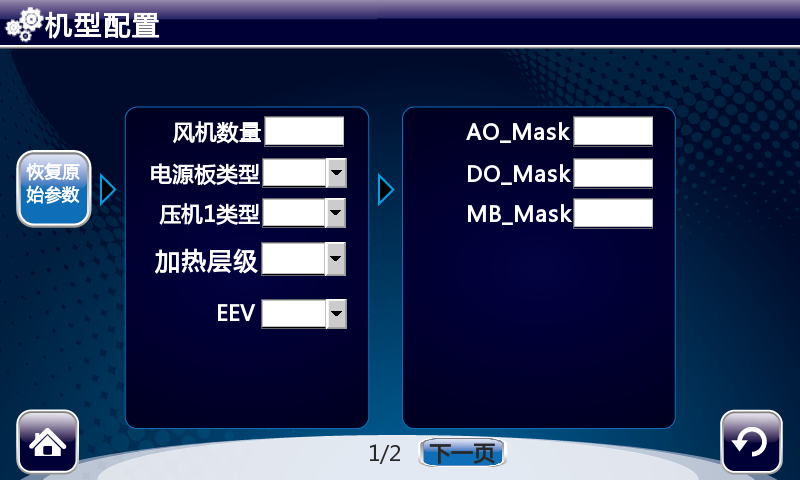 机型配置
恢复原
始参数
风机数量
电源板类型
压机1类型
加热层级
EEV
AO_Mask
DO_Mask
MB_Mask
1/2
下一页